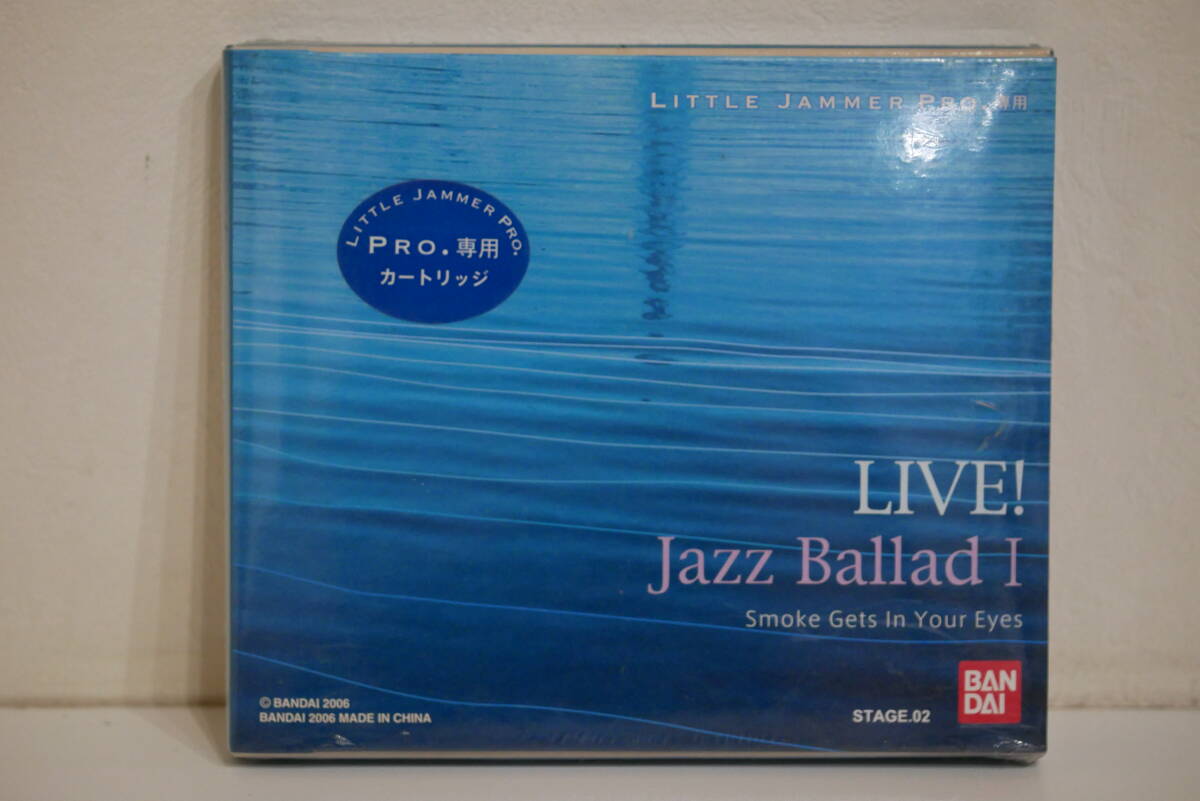 LITTLE JAMMER PRO.専用
LITTLE JAMMER PRO.
PRO.専用
カートリッジ
LIVE!
Jazz Ballad I
Smoke Gets In Your Eyes
BAN
DAI
© BANDAI 2006
BANDAI 2006 MADE IN CHINA
STAGE.02